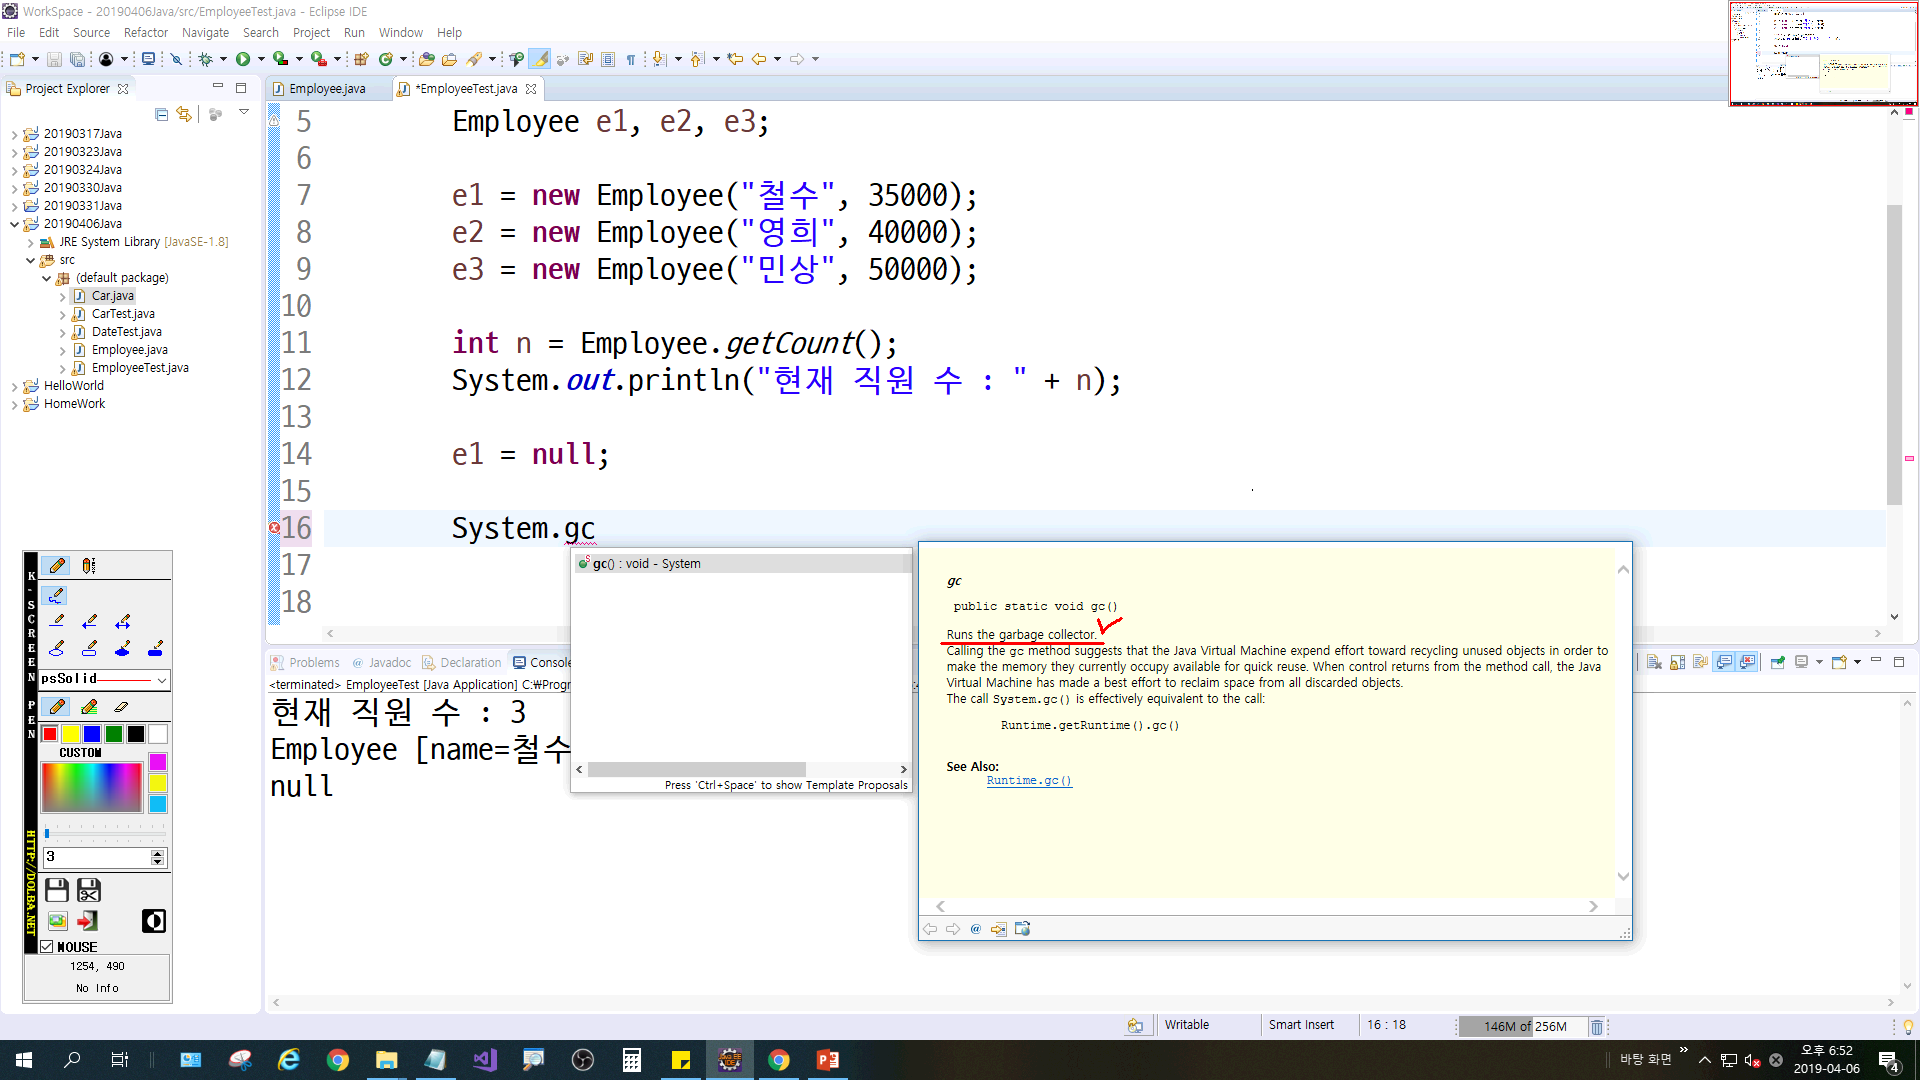 WorkSpace - 20190406Java/src/EmployeeTest.java - Eclipse IDE
File Edit Source Refactor Navigate Search Project Run Window Help
Project Explorer
Employee.java
*EmployeeTest.java
20190317Java
20190323Java
20190324Java
20190330Java
20190331Java
20190406Java
JRE System Library [JavaSE-1.8]
src
(default package)
Car.java
CarTest.java
DateTest.java
Employee.java
EmployeeTest.java
HelloWorld
HomeWork
5 Employee e1, e2, e3;
6
7 e1 = new Employee("철수", 35000);
8 e2 = new Employee("영희", 40000);
9 e3 = new Employee("민상", 50000);
10
11 int n = Employee.getCount();
12 System.out.println("현재 직원 수 : " + n);
13
14 e1 = null;
15
16 System.gc
17
18
gc() : void - System
Press 'Ctrl+Space' to show Template Proposals
gc
public static void gc()
Runs the garbage collector.
Calling the gc method suggests that the Java Virtual Machine expend effort toward recycling unused objects in order to
make the memory they currently occupy available for quick reuse. When control returns from the method call, the Java
Virtual Machine has made a best effort to reclaim space from all discarded objects.
The call System.gc() is effectively equivalent to the call:
Runtime.getRuntime().gc()
See Also:
Runtime.gc()
Problems Javadoc Declaration Console
<terminated> EmployeeTest [Java Application] C:₩Progr
현재 직원 수 : 3
Employee [name=철수
null
K-SCREEN PEN
HTTP://DOLBA.NET
psSolid
CUSTOM
3
MOUSE
1254, 490
No Info
Writable
Smart Insert
16 : 18
146M of 256M
바탕 화면
오후 6:52
2019-04-06
4